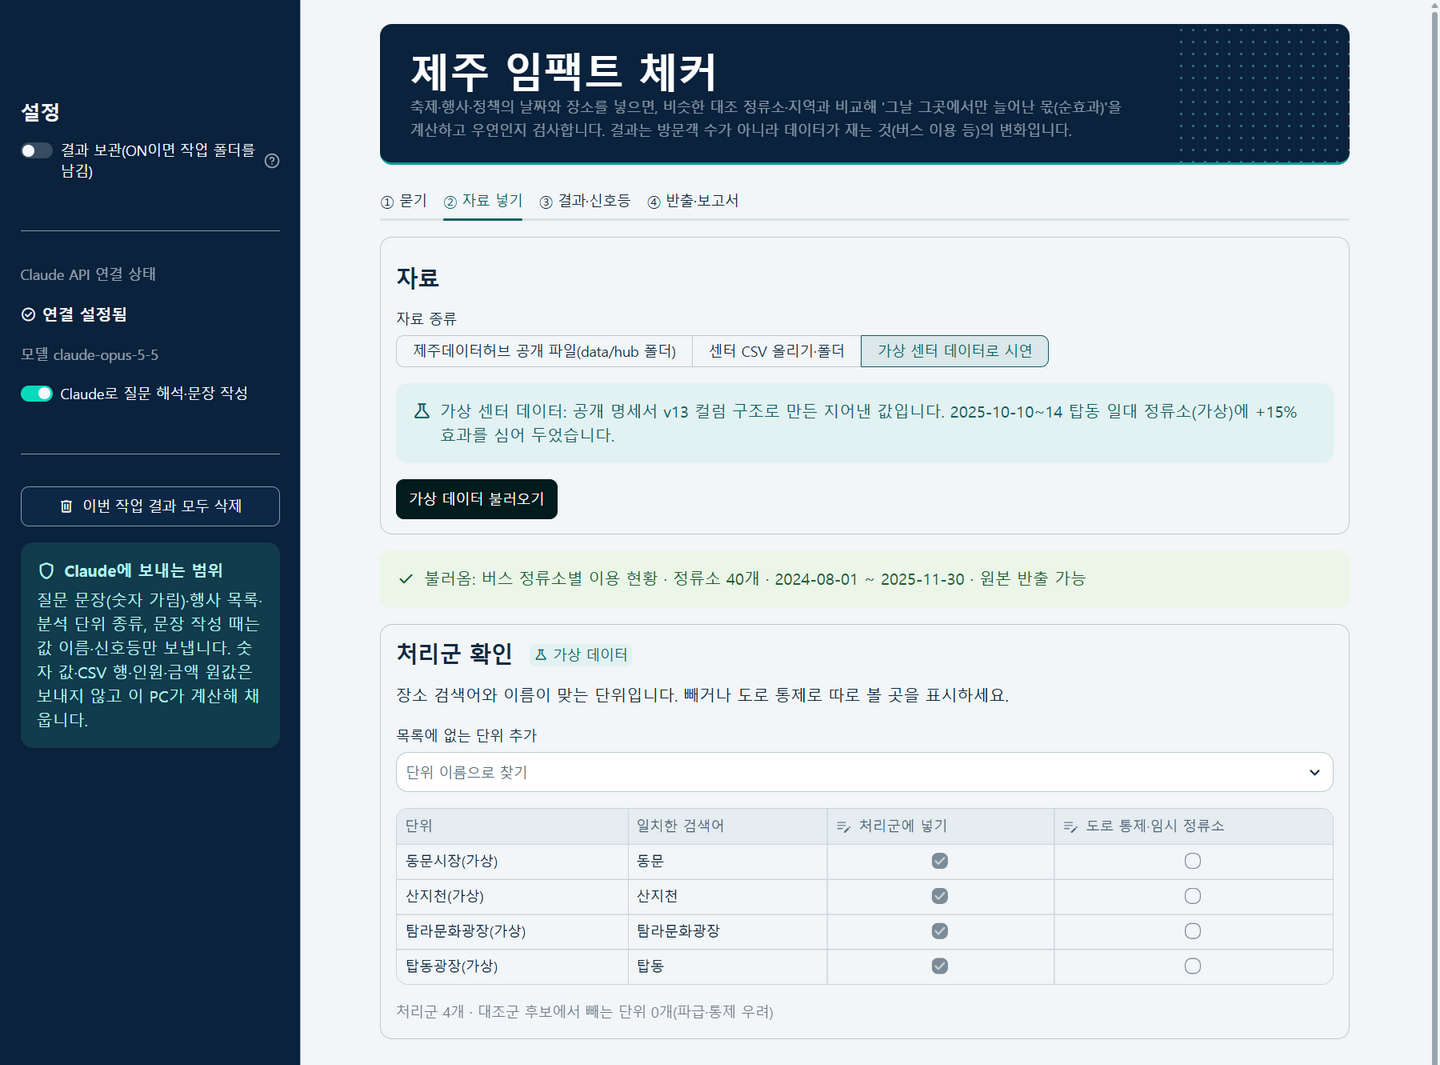 설정
결과 보관(ON이면 작업 폴더를
남김)
Claude API 연결 상태
연결 설정됨
모델 claude-opus-5-5
Claude로 질문 해석·문장 작성
이번 작업 결과 모두 삭제
Claude에 보내는 범위
질문 문장(숫자 가림)·행사 목록·
분석 단위 종류, 문장 작성 때는
값 이름·신호등만 보냅니다. 숫
자 값·CSV 행·인원·금액 원값은
보내지 않고 이 PC가 계산해 채
웁니다.
제주 임팩트 체커
축제·행사·정책의 날짜와 장소를 넣으면, 비슷한 대조 정류소·지역과 비교해 '그날 그곳에서만 늘어난 몫(순효과)'을
계산하고 우연인지 검사합니다. 결과는 방문객 수가 아니라 데이터가 재는 것(버스 이용 등)의 변화입니다.
① 묻기 ② 자료 넣기 ③ 결과·신호등 ④ 반출·보고서
자료
자료 종류
제주데이터허브 공개 파일(data/hub 폴더) 센터 CSV 올리기·폴더 가상 센터 데이터로 시연
가상 센터 데이터: 공개 명세서 v13 컬럼 구조로 만든 지어낸 값입니다. 2025-10-10~14 탑동 일대 정류소(가상)에 +15%
효과를 심어 두었습니다.
가상 데이터 불러오기
불러옴: 버스 정류소별 이용 현황 · 정류소 40개 · 2024-08-01 ~ 2025-11-30 · 원본 반출 가능
처리군 확인 가상 데이터
장소 검색어와 이름이 맞는 단위입니다. 빼거나 도로 통제로 따로 볼 곳을 표시하세요.
목록에 없는 단위 추가
단위 이름으로 찾기
단위 일치한 검색어 처리군에 넣기 도로 통제·임시 정류소
동문시장(가상) 동문
산지천(가상) 산지천
탐라문화광장(가상) 탐라문화광장
탑동광장(가상) 탑동
처리군 4개 · 대조군 후보에서 빼는 단위 0개(파급·통제 우려)